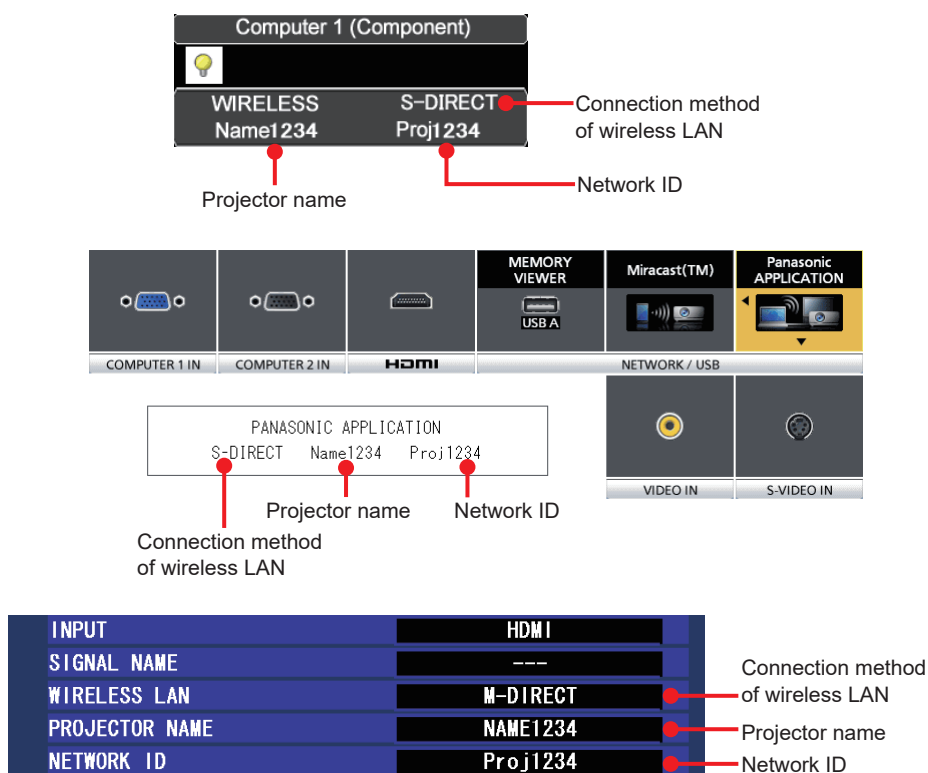 Computer 1 (Component)
WIRELESS S-DIRECT
Name1234 Proj1234
Connection method
of wireless LAN
Network ID
Projector name
MEMORY
VIEWER
Miracast(TM)
Panasonic
APPLICATION
USB A
COMPUTER 1 IN COMPUTER 2 IN HDMI NETWORK / USB
PANASONIC APPLICATION
S-DIRECT Name1234 Proj1234
VIDEO IN S-VIDEO IN
Projector name Network ID
Connection method
of wireless LAN
INPUT HDMI
SIGNAL NAME ---
WIRELESS LAN M-DIRECT
PROJECTOR NAME NAME1234
NETWORK ID Proj1234
Connection method
of wireless LAN
Projector name
Network ID